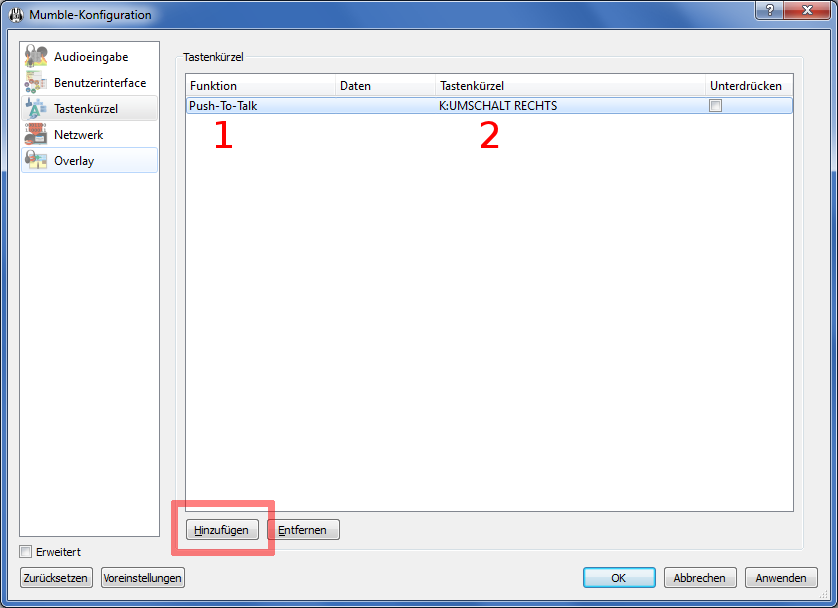 Mumble-Konfiguration
?
Audioeingabe
Benutzerinterface
Tastenkürzel
Netzwerk
Overlay
Tastenkürzel
Funktion Daten Tastenkürzel Unterdrücken
Push-To-Talk K:UMSCHALT RECHTS
1 2
Hinzufügen Entfernen
Erweitert
Zurücksetzen Voreinstellungen OK Abbrechen Anwenden